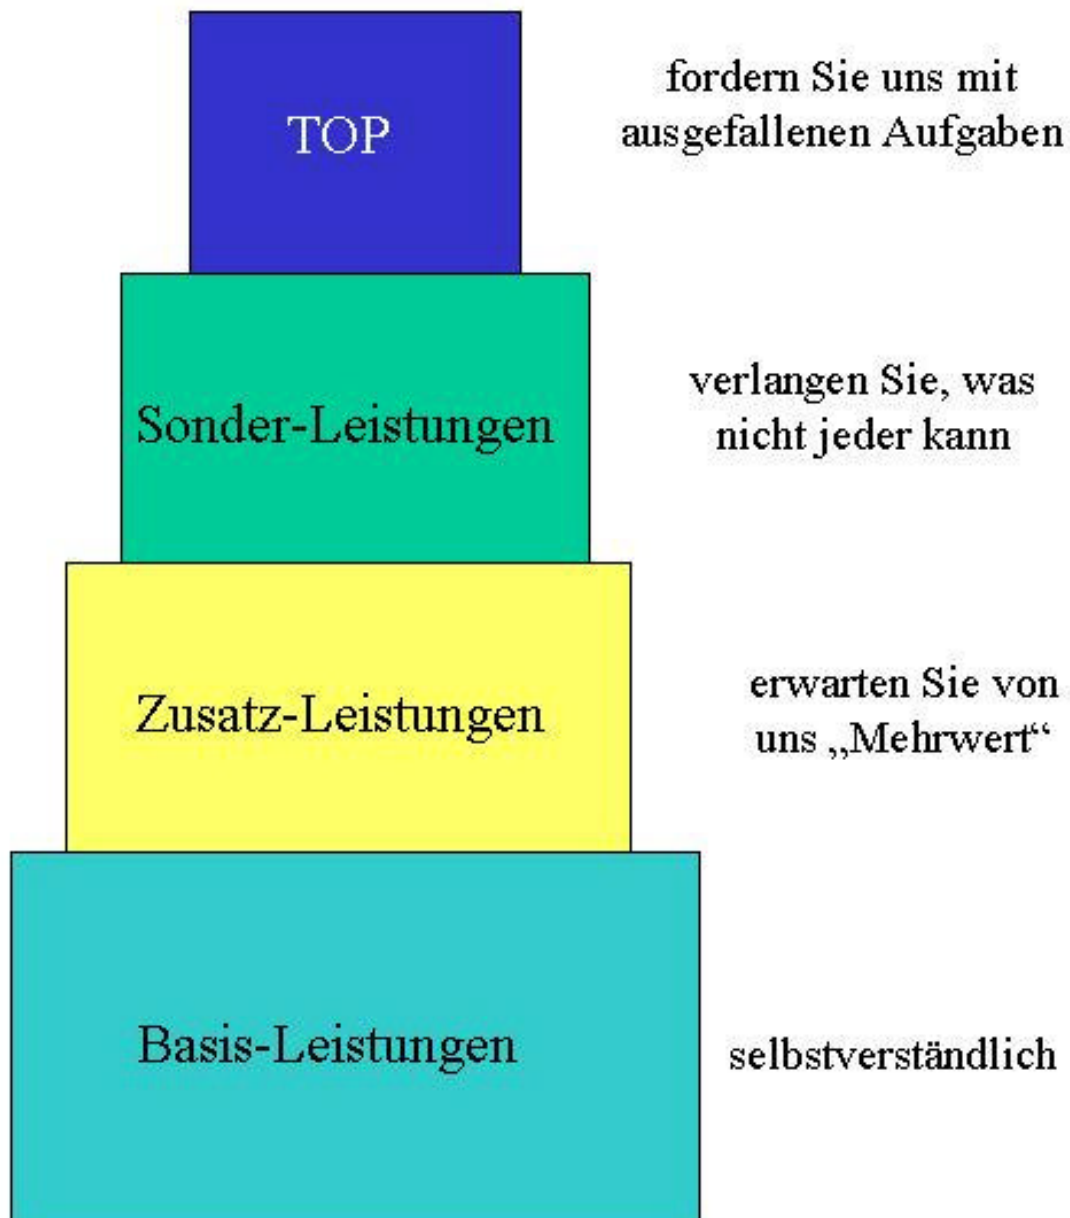 TOP
fordern Sie uns mit
ausgefallenen Aufgaben
Sonder-Leistungen
verlangen Sie, was
nicht jeder kann
Zusatz-Leistungen
erwarten Sie von
uns „Mehrwert“
Basis-Leistungen
selbstverständlich